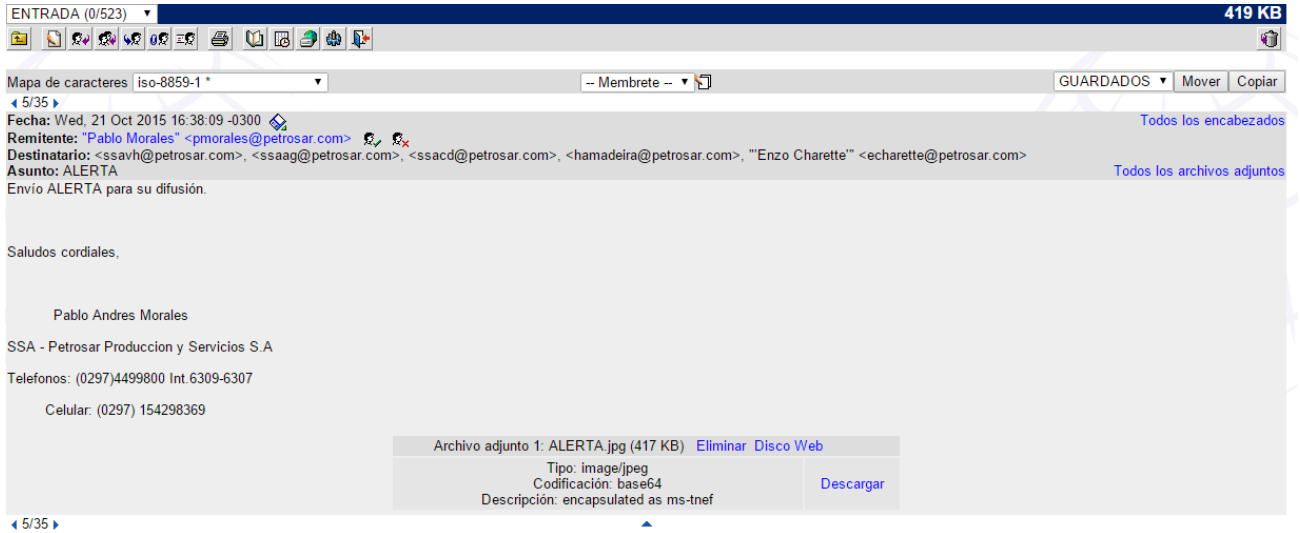 ENTRADA (0/523) 419 KB
Mapa de caracteres iso-8859-1 * -- Membrete -- GUARDADOS Mover Copiar
5/35
Fecha: Wed, 21 Oct 2015 16:38:09 -0300 Todos los encabezados
Remitente: "Pablo Morales" <pmorales@petrosar.com>
Destinatario: <ssavh@petrosar.com>, <ssaag@petrosar.com>, <ssacd@petrosar.com>, <hamadeira@petrosar.com>, "'Enzo Charette'" <echarette@petrosar.com>
Asunto: ALERTA Todos los archivos adjuntos
Envío ALERTA para su difusión.
Saludos cordiales,
Pablo Andres Morales
SSA - Petrosar Produccion y Servicios S.A
Telefonos: (0297)4499800 Int.6309-6307
Celular: (0297) 154298369
Archivo adjunto 1: ALERTA.jpg (417 KB) Eliminar Disco Web
Tipo: image/jpeg
Codificación: base64 Descargar
Descripción: encapsulated as ms-tnef
5/35